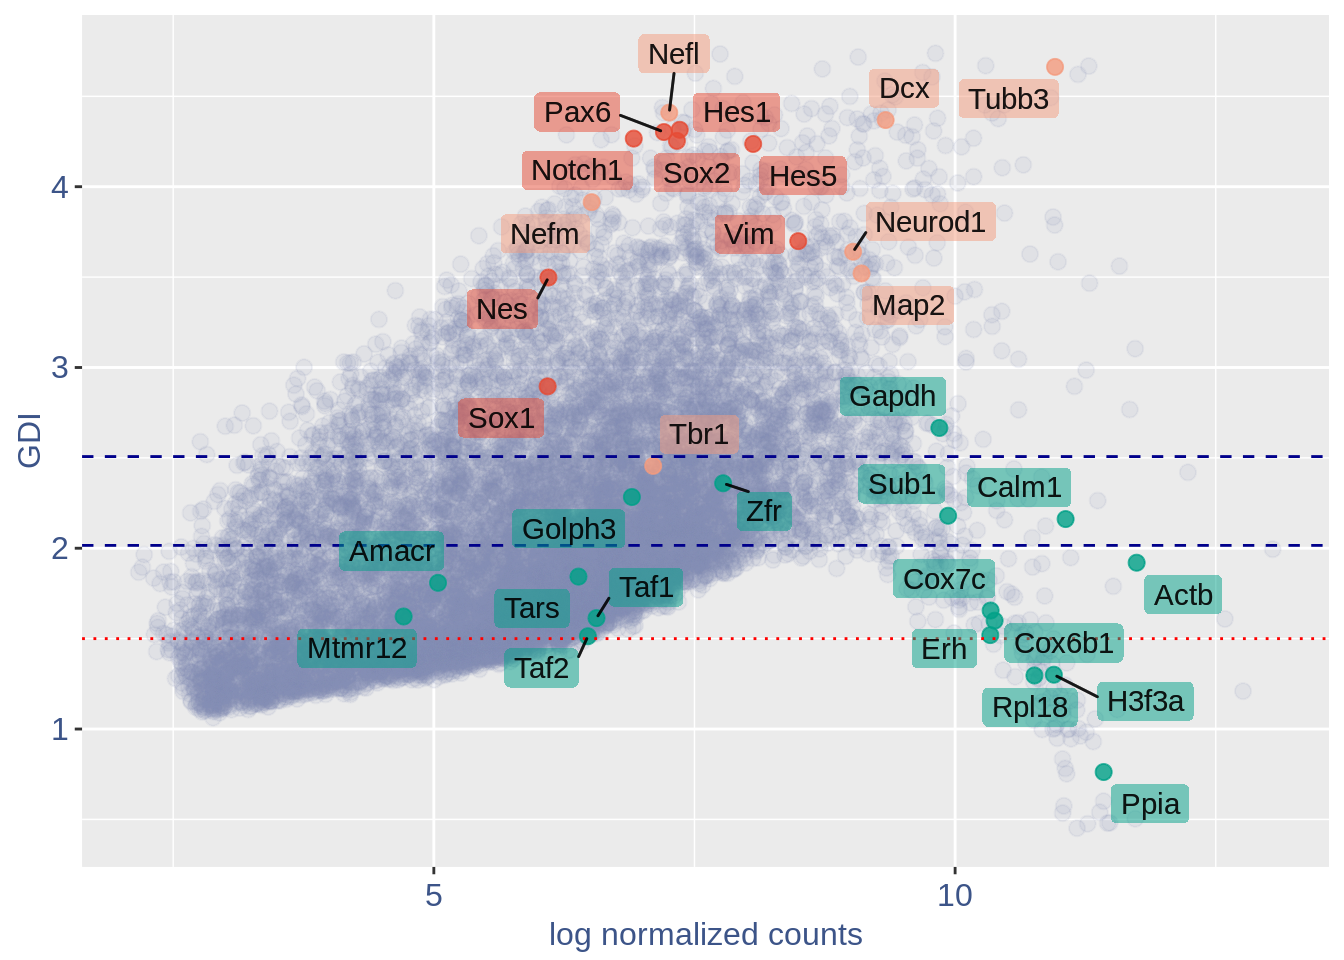 Nefl
Dcx
Tubb3
Pax6
Hes1
Notch1
Sox2
Hes5
4
Nefm
Vim
Neurod1
Nes
Map2
3
Gapdh
Sox1
Tbr1
GDI
Sub1
Calm1
Zfr
Golph3
Amacr
2
Cox7c
Taf1
Actb
Tars
Mtmr12
Erh
Cox6b1
Taf2
H3f3a
Rpl18
1
Ppia
5
10
log normalized counts